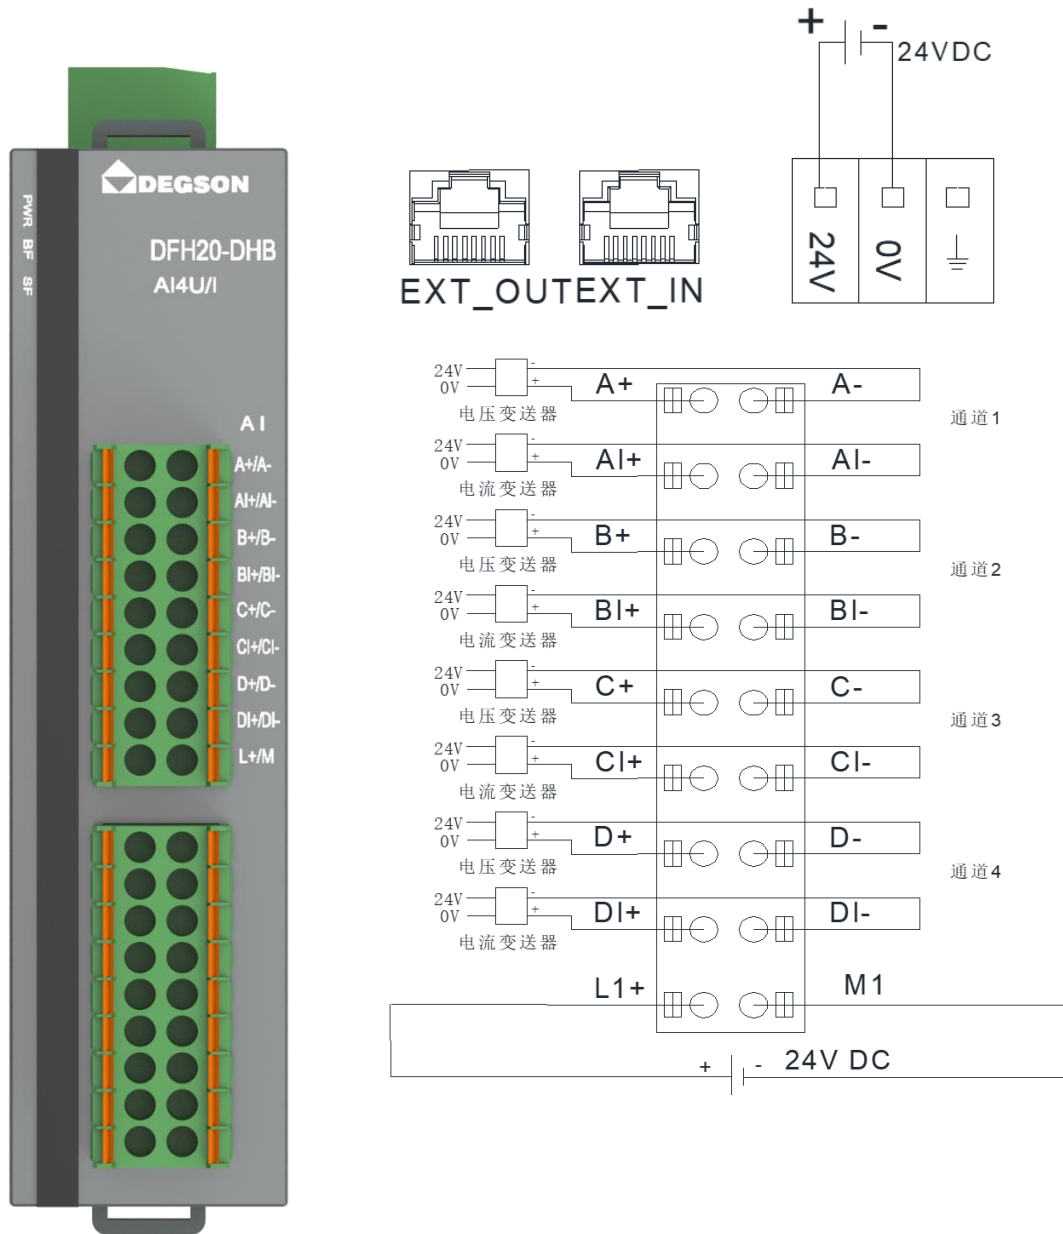 DEGSON
PWR BF SF
DFH20-DHB
AI4U/I
AI
A+/A-
AI+/AI-
B+/B-
BI+/BI-
C+/C-
CI+/CI-
D+/D-
DI+/DI-
L+/M
+ -
24VDC
EXT_OUT EXT_IN
24V 0V
24V - A+ A-
0V +
电压变送器 通道1
24V - AI+ AI-
0V +
电流变送器
24V - B+ B-
0V +
电压变送器 通道2
24V - BI+ BI-
0V +
电流变送器
24V - C+ C-
0V +
电压变送器 通道3
24V - CI+ CI-
0V +
电流变送器
24V - D+ D-
0V +
电压变送器 通道4
24V - DI+ DI-
0V +
电流变送器
L1+ M1
+ - 24V DC